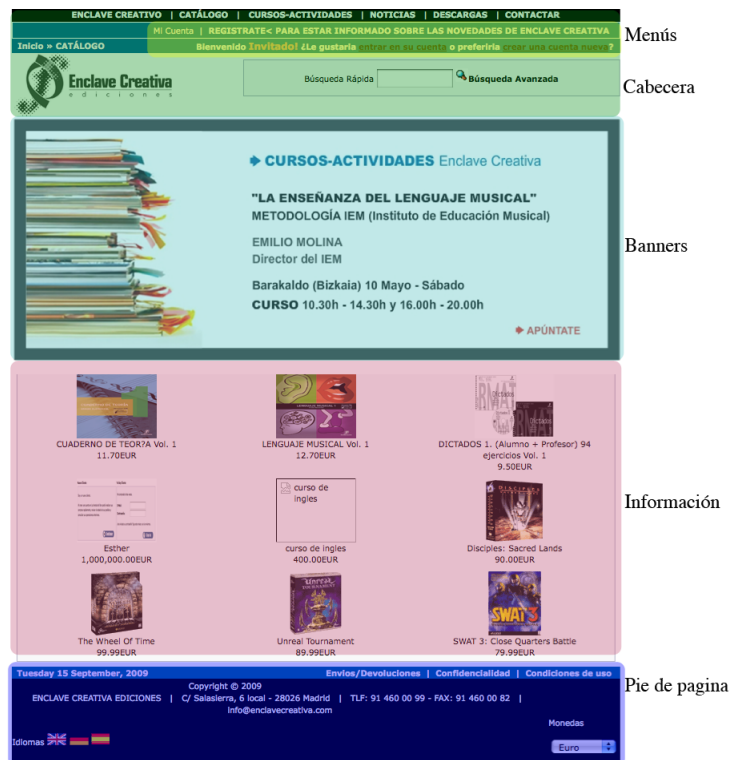 ENCLAVE CREATIVO | CATÁLOGO | CURSOS-ACTIVIDADES | NOTICIAS | DESCARGAS | CONTACTAR
Mi Cuenta | REGISTRATE< PARA ESTAR INFORMADO SOBRE LAS NOVEDADES DE ENCLAVE CREATIVA
Menús
Inicio » CATÁLOGO
Bienvenido Invitado! ¿Le gustaria entrar en su cuenta o preferiria crear una cuenta nueva?
Enclave Creativa
ediciones
Búsqueda Rápida
Búsqueda Avanzada
Cabecera
CURSOS-ACTIVIDADES Enclave Creativa
"LA ENSEÑANZA DEL LENGUAJE MUSICAL"
METODOLOGÍA IEM (Instituto de Educación Musical)
EMILIO MOLINA
Director del IEM
Banners
Barakaldo (Bizkaia) 10 Mayo - Sábado
CURSO 10.30h - 14.30h y 16.00h - 20.00h
APÚNTATE
CUADERNO DE TEOR?A Vol. 1
11.70EUR
LENGUAJE MUSICAL Vol. 1
12.70EUR
Dictados
DICTADOS 1. (Alumno + Profesor) 94
ejercicios Vol. 1
9.50EUR
Información
Esther
1,000,000.00EUR
curso de
ingles
curso de ingles
400.00EUR
DISCIPLES
Disciples: Sacred Lands
90.00EUR
The Wheel Of Time
99.99EUR
Unreal
Unreal Tournament
89.99EUR
SWAT 3
SWAT 3: Close Quarters Battle
79.99EUR
Tuesday 15 September, 2009
Envios/Devoluciones | Confidencialidad | Condiciones de uso
Pie de pagina
Copyright © 2009
ENCLAVE CREATIVA EDICIONES | C/ Salasierra, 6 local - 28026 Madrid | TLF: 91 460 00 99 - FAX: 91 460 00 82 |
info@enclavecreativa.com
Monedas
Idiomas
Euro